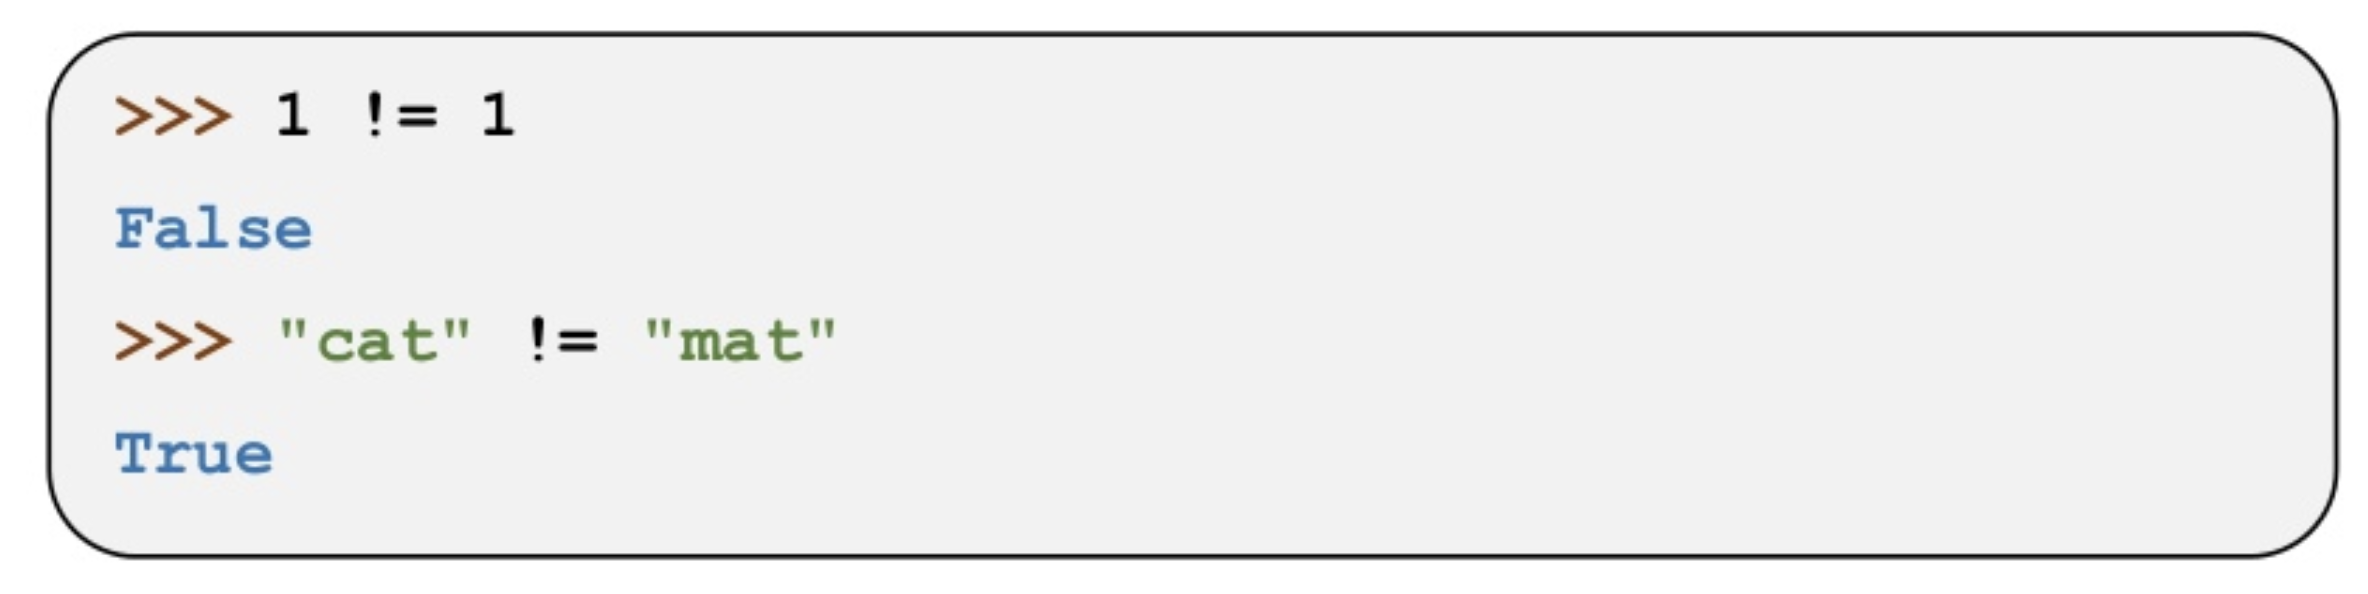 >>> 1 != 1
False
>>> "cat" != "mat"
True